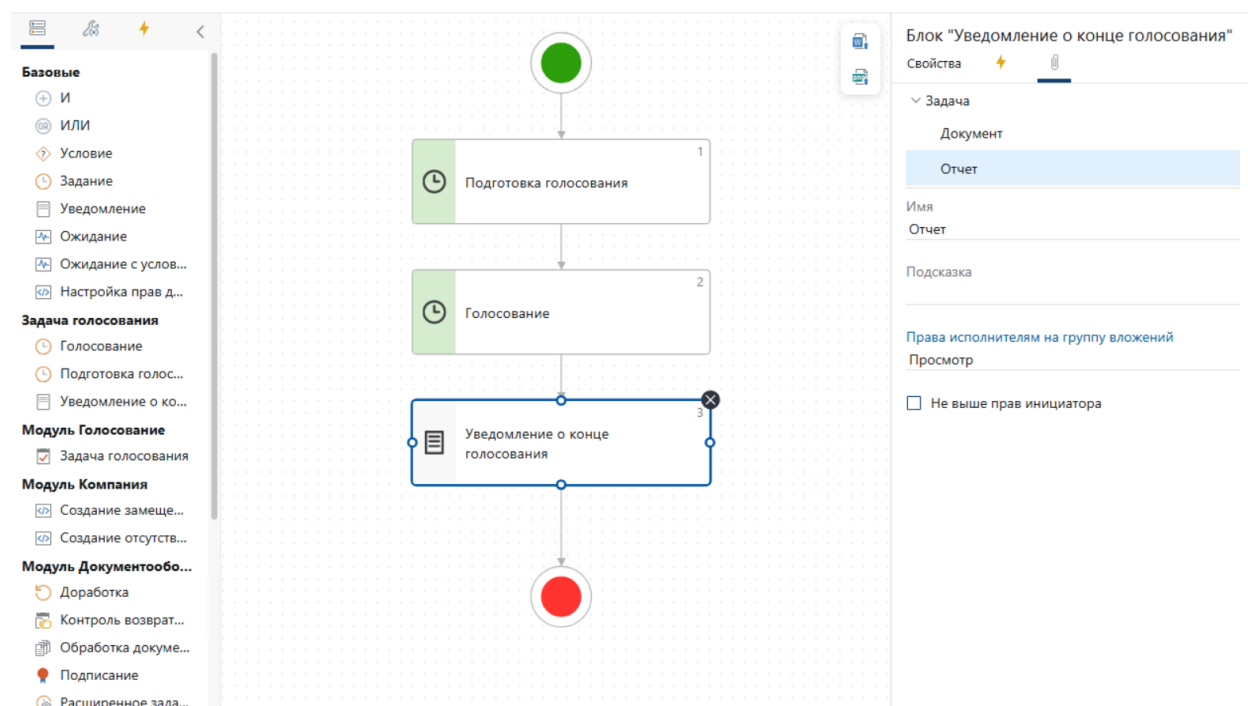 Базовые
И
ИЛИ
Условие
Задание
Уведомление
Ожидание
Ожидание с услов...
Настройка прав д...
Задача голосования
Голосование
Подготовка голос...
Уведомление о ко...
Модуль Голосование
Задача голосования
Модуль Компания
Создание замеще...
Создание отсутств...
Модуль Документообо...
Доработка
Контроль возврат...
Обработка докуме...
Подписание
Расширенное зада...
1
Подготовка голосования
2
Голосование
3
Уведомление о конце
голосования
Блок "Уведомление о конце голосования"
Свойства
Задача
Документ
Отчет
Имя
Отчет
Подсказка
Права исполнителям на группу вложений
Просмотр
Не выше прав инициатора